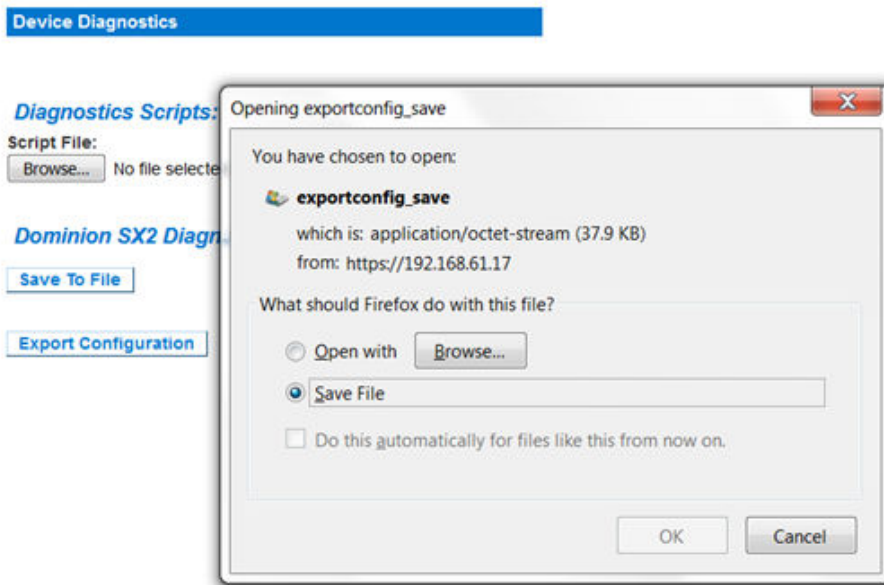 Device Diagnostics
Diagnostics Scripts:
Script File:
Browse... No file selecte
Dominion SX2 Diagn
Save To File
Export Configuration
Opening exportconfig_save
You have chosen to open:
exportconfig_save
which is: application/octet-stream (37.9 KB)
from: https://192.168.61.17
What should Firefox do with this file?
Open with Browse...
Save File
Do this automatically for files like this from now on.
OK Cancel